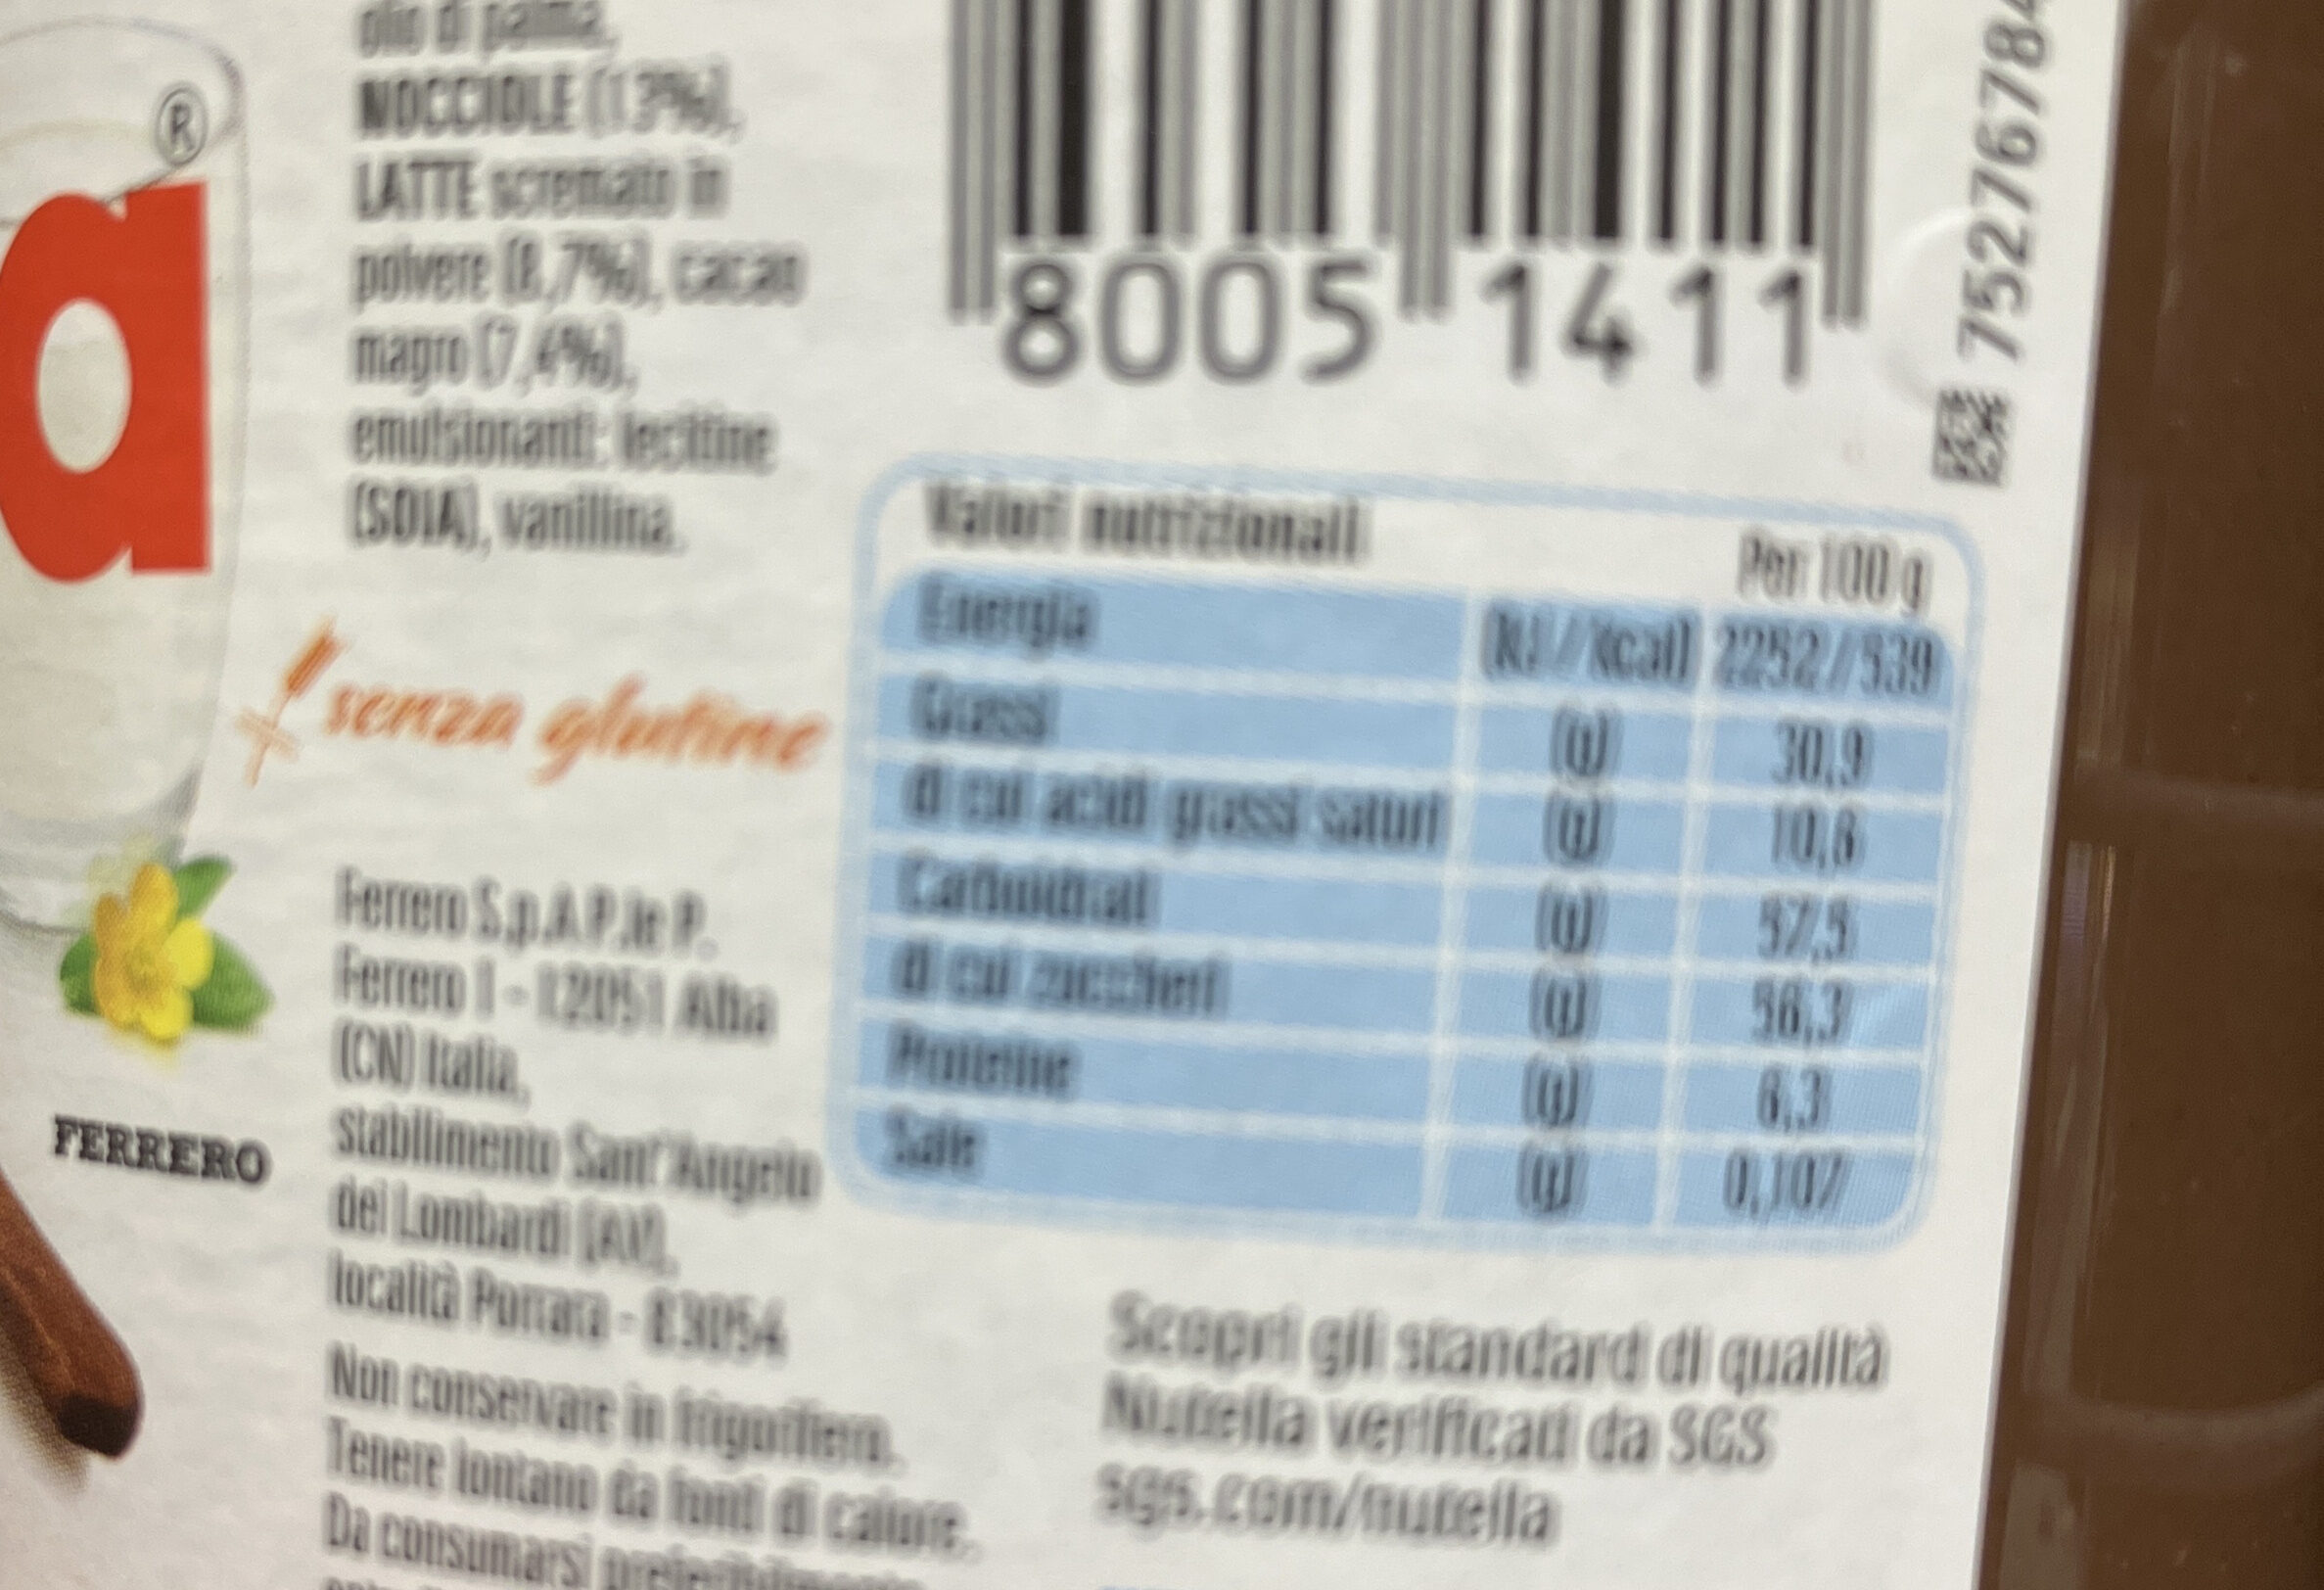 ®
a
olio di palma,
NOCCIOLE (13%),
LATTE scremato in
polvere (8,7%), cacao
magro (7,4%),
emulsionanti: lecitine
(SOIA), vanillina.
senza glutine
Ferrero S.p.A P.le P.
Ferrero 1 - 12051 Alba
(CN) Italia,
stabilimento Sant'Angelo
dei Lombardi (AV),
località Porrara - 83054
Non conservare in frigorifero.
Tenere lontano da fonti di calore.
Da consumarsi preferibilmente
FERRERO
8005 1411
7527678
Valori nutrizionali Per 100 g
Energia (kJ / kcal) 2252 / 539
Grassi (g) 30,9
di cui acidi grassi saturi (g) 10,6
Carboidrati (g) 57,5
di cui zuccheri (g) 56,3
Proteine (g) 6,3
Sale (g) 0,107
Scopri gli standard di qualità
Nutella verificati da SGS
sgs.com/nutella